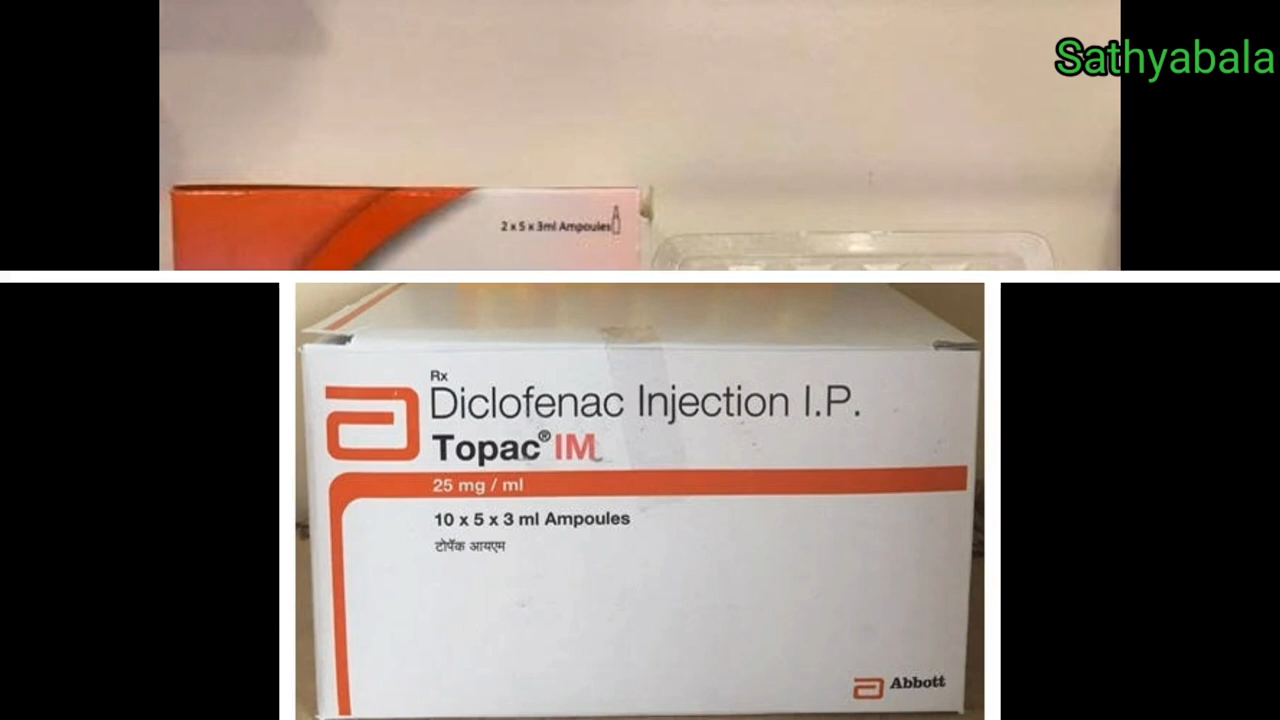 Sathyabala
2 x 5 x 3ml Ampoules
Rx
Diclofenac Injection I.P.
Topac® IM
25 mg / ml
10 x 5 x 3 ml Ampoules
टोपॅक आयएम
Abbott